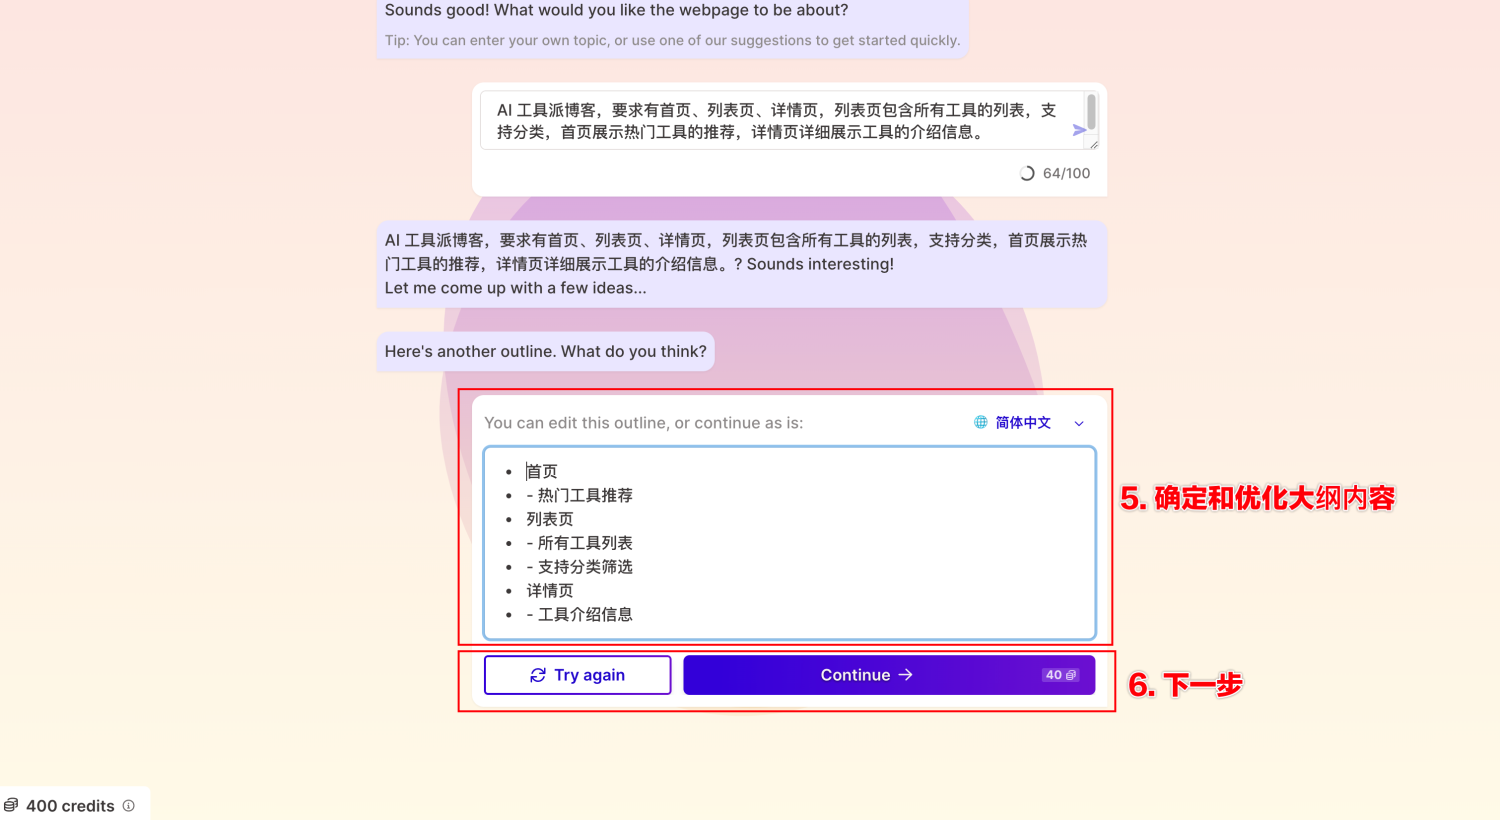 Sounds good! What would you like the webpage to be about?
Tip: You can enter your own topic, or use one of our suggestions to get started quickly.
AI 工具派博客，要求有首页、列表页、详情页，列表页包含所有工具的列表，支
持分类，首页展示热门工具的推荐，详情页详细展示工具的介绍信息。
64/100
AI 工具派博客，要求有首页、列表页、详情页，列表页包含所有工具的列表，支持分类，首页展示热
门工具的推荐，详情页详细展示工具的介绍信息。? Sounds interesting!
Let me come up with a few ideas...
Here's another outline. What do you think?
You can edit this outline, or continue as is:
简体中文
• 首页
• - 热门工具推荐
• 列表页
• - 所有工具列表
• - 支持分类筛选
• 详情页
• - 工具介绍信息
5. 确定和优化大纲内容
Try again
Continue →
40
6. 下一步
400 credits